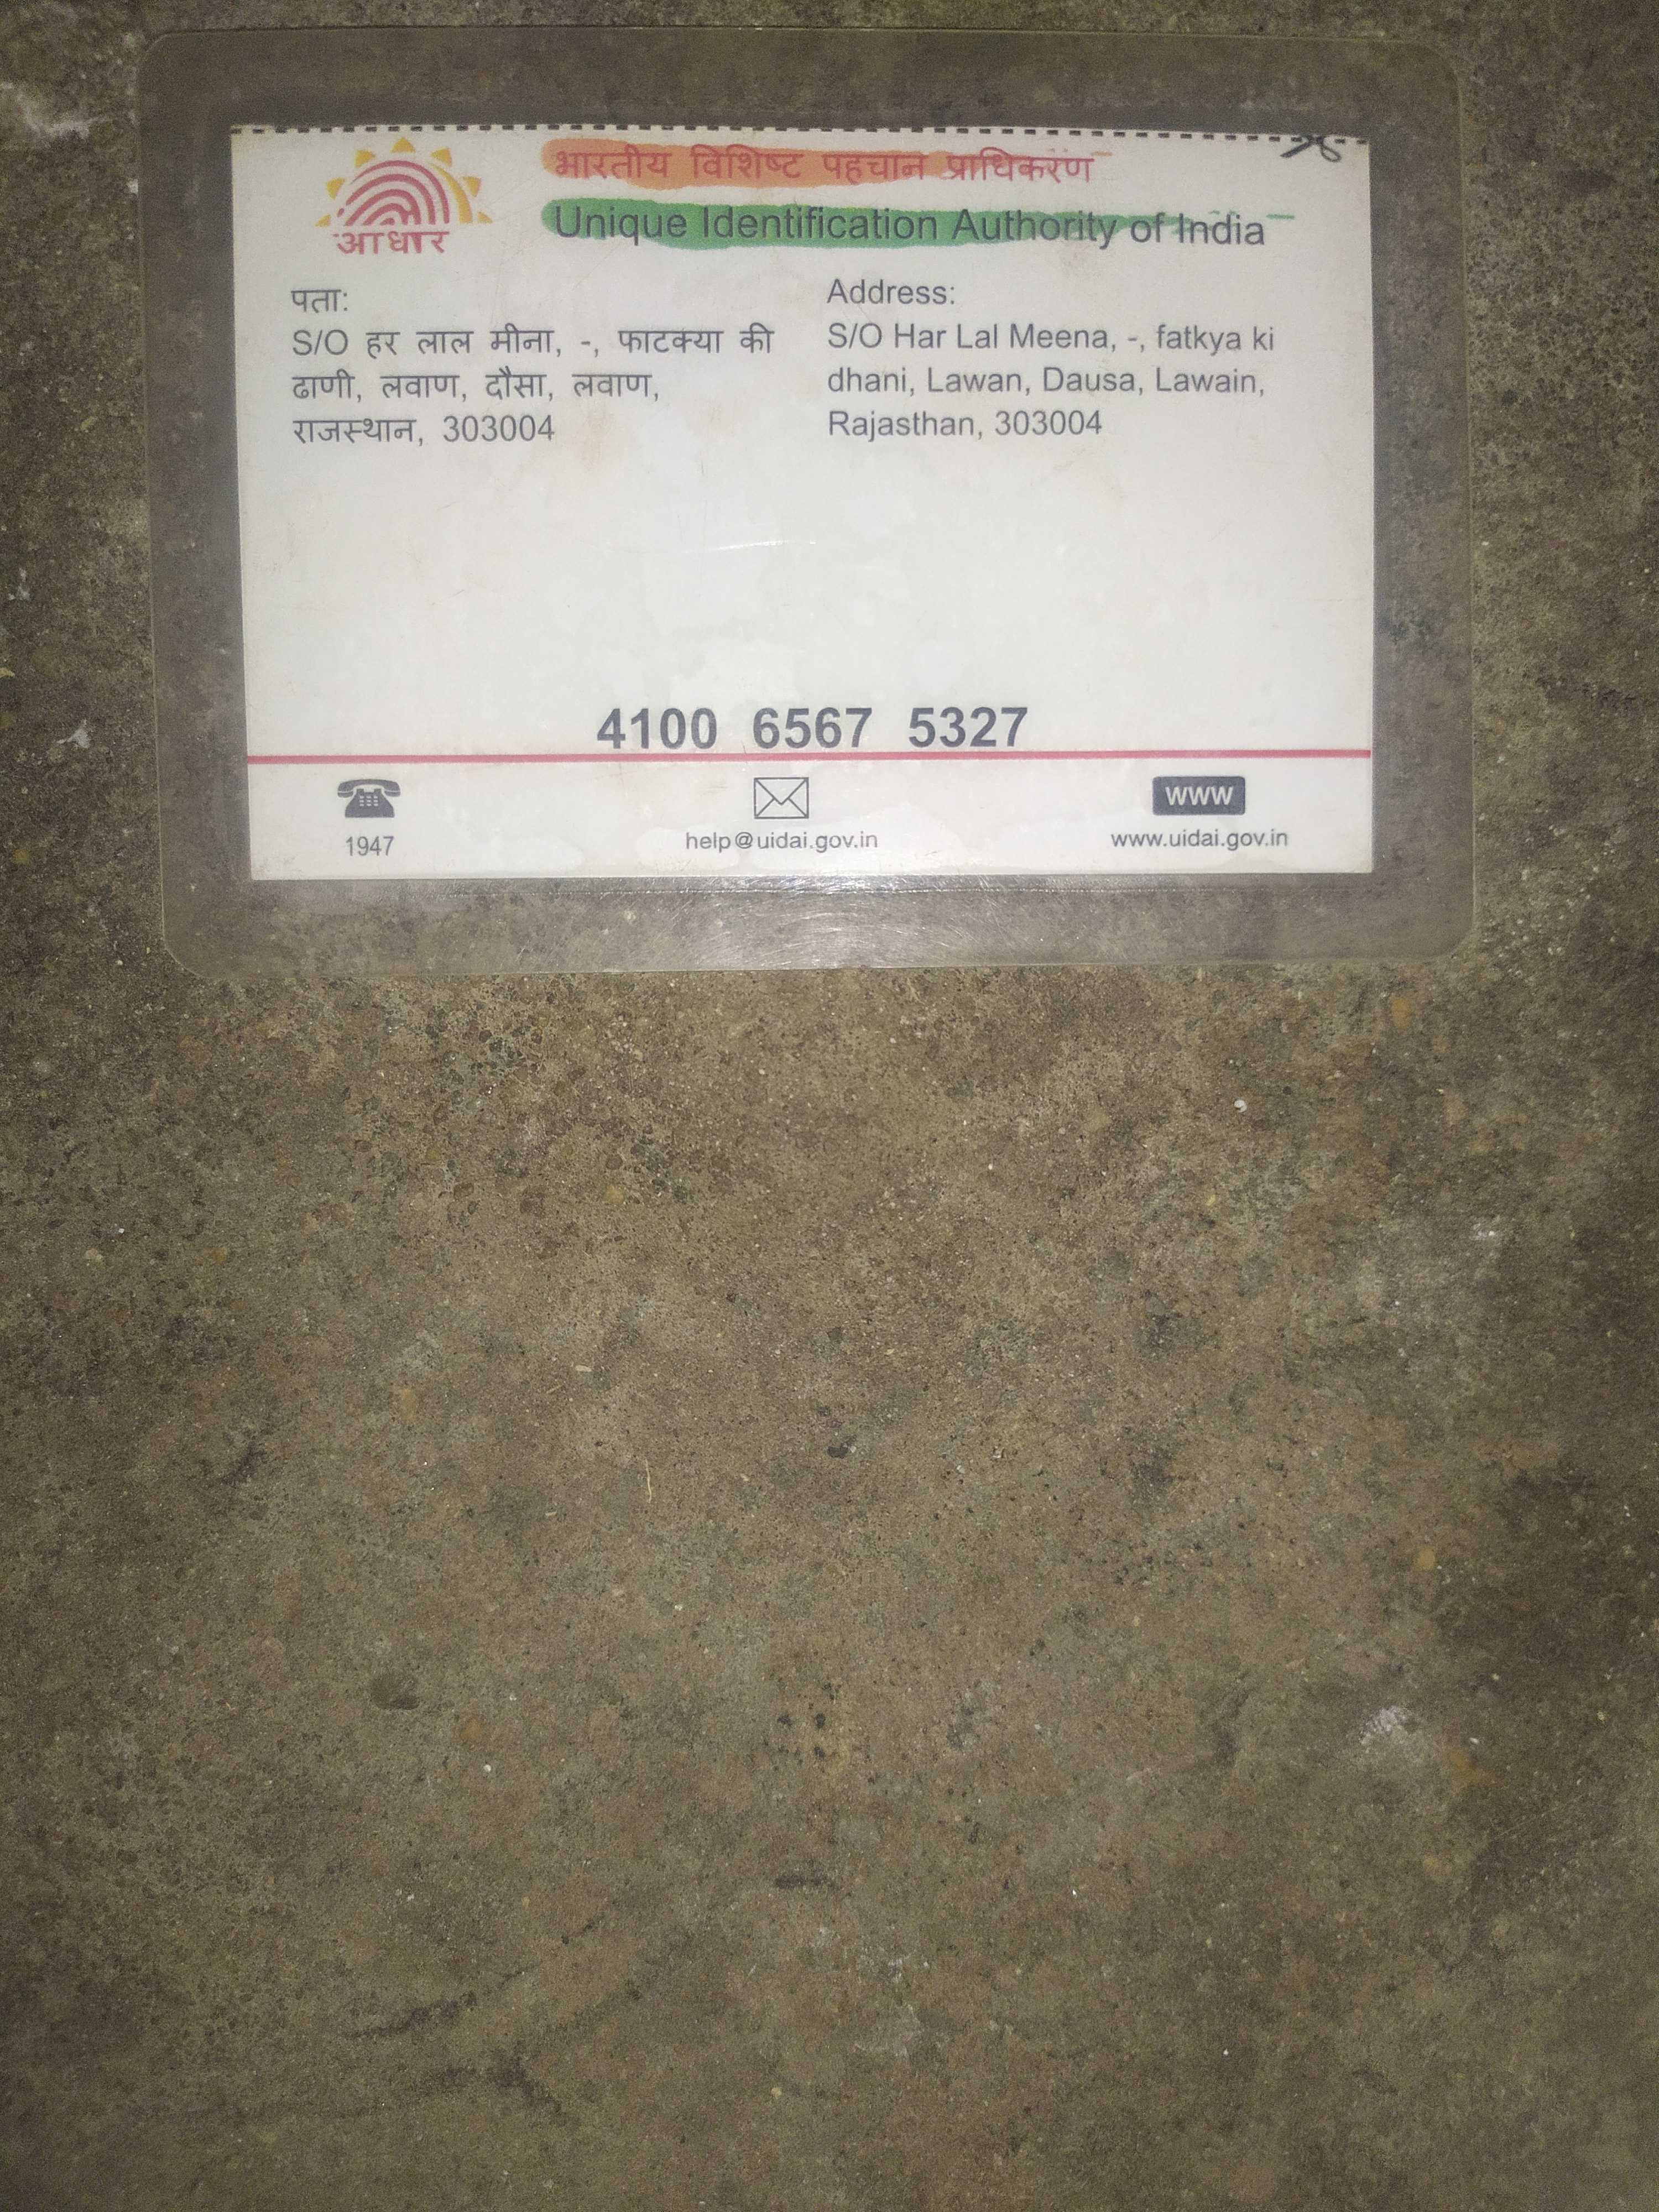 भारतीय विशिष्ट पहचान प्राधिकरण
Unique Identification Authority of India
आधार
पता:
S/O हर लाल मीना, -, फाटक्या की
ढाणी, लवाण, दौसा, लवाण,
राजस्थान, 303004
Address:
S/O Har Lal Meena, -, fatkya ki
dhani, Lawan, Dausa, Lawain,
Rajasthan, 303004
4100 6567 5327
1947
help@uidai.gov.in
WWW
www.uidai.gov.in